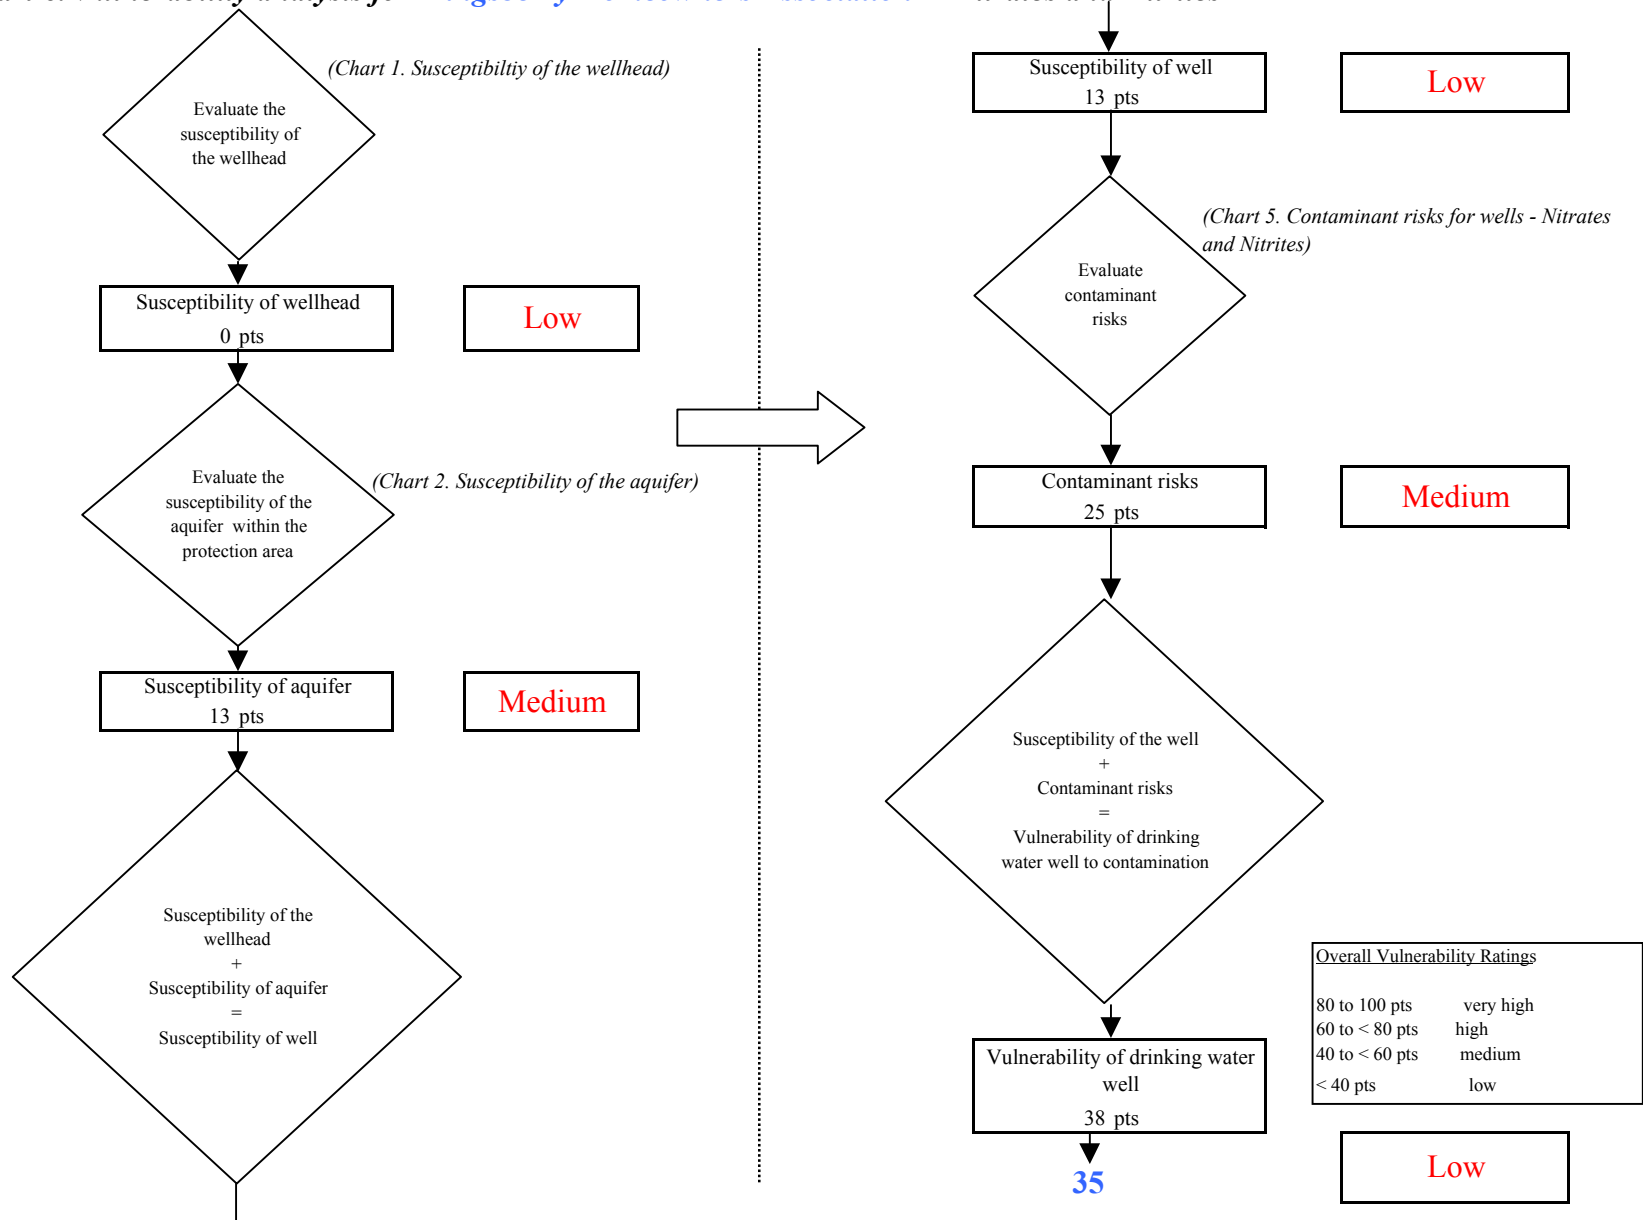 (Chart 1. Susceptibiltiy of the wellhead)
Evaluate the
susceptibility of
the wellhead
Susceptibility of wellhead
0 pts
Low
Evaluate the
susceptibility of the
aquifer within the
protection area
(Chart 2. Susceptibility of the aquifer)
Susceptibility of aquifer
13 pts
Medium
Susceptibility of the
wellhead
+
Susceptibility of aquifer
=
Susceptibility of well
Susceptibility of well
13 pts
Low
(Chart 5. Contaminant risks for wells - Nitrates
and Nitrites)
Evaluate
contaminant
risks
Contaminant risks
25 pts
Medium
Susceptibility of the well
+
Contaminant risks
=
Vulnerability of drinking
water well to contamination
Overall Vulnerability Ratings
80 to 100 pts very high
60 to < 80 pts high
40 to < 60 pts medium
< 40 pts low
Vulnerability of drinking water
well
38 pts
35
Low